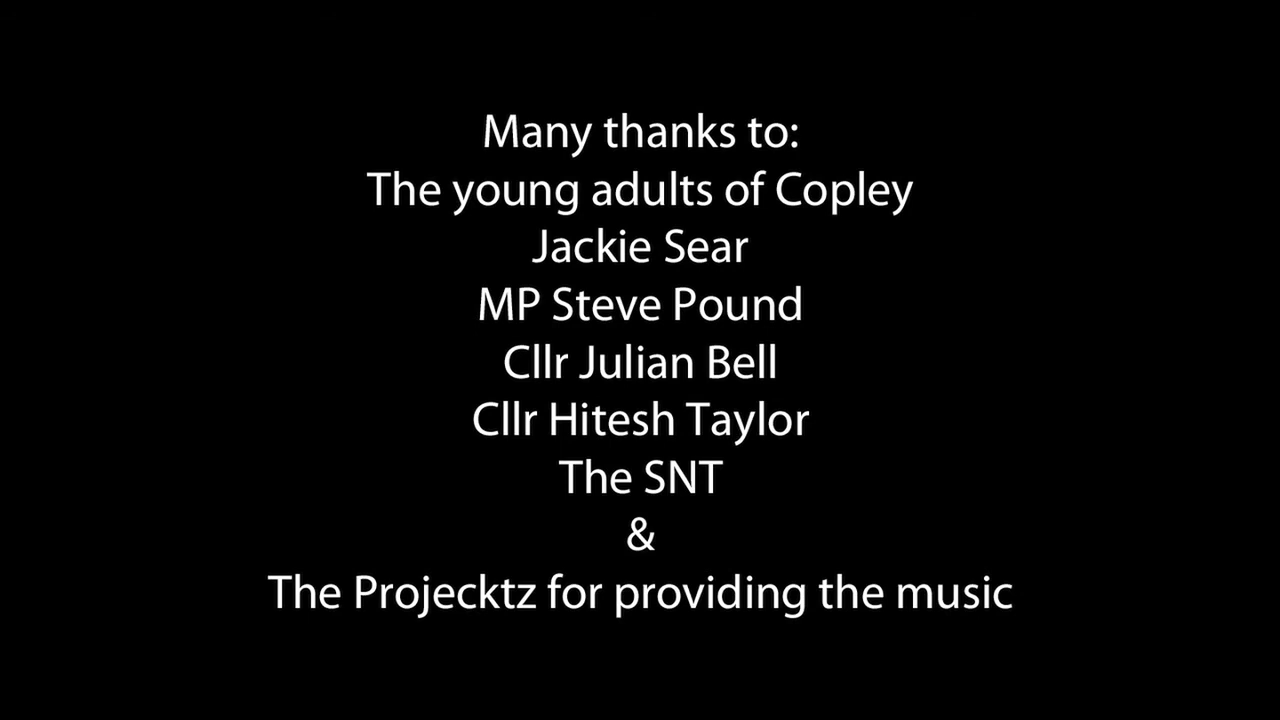 Many thanks to:
The young adults of Copley
Jackie Sear
MP Steve Pound
Cllr Julian Bell
Cllr Hitesh Taylor
The SNT
&
The Projecktz for providing the music